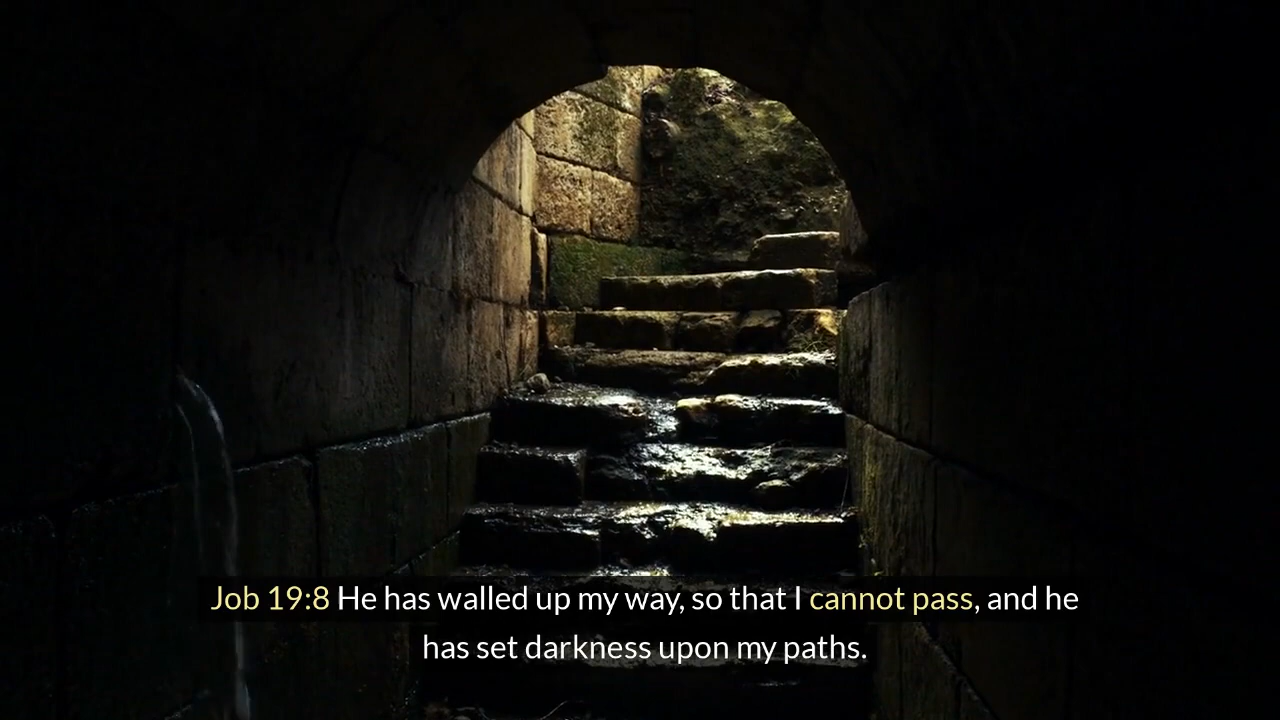 Job 19:8 He has walled up my way, so that I cannot pass, and he
has set darkness upon my paths.